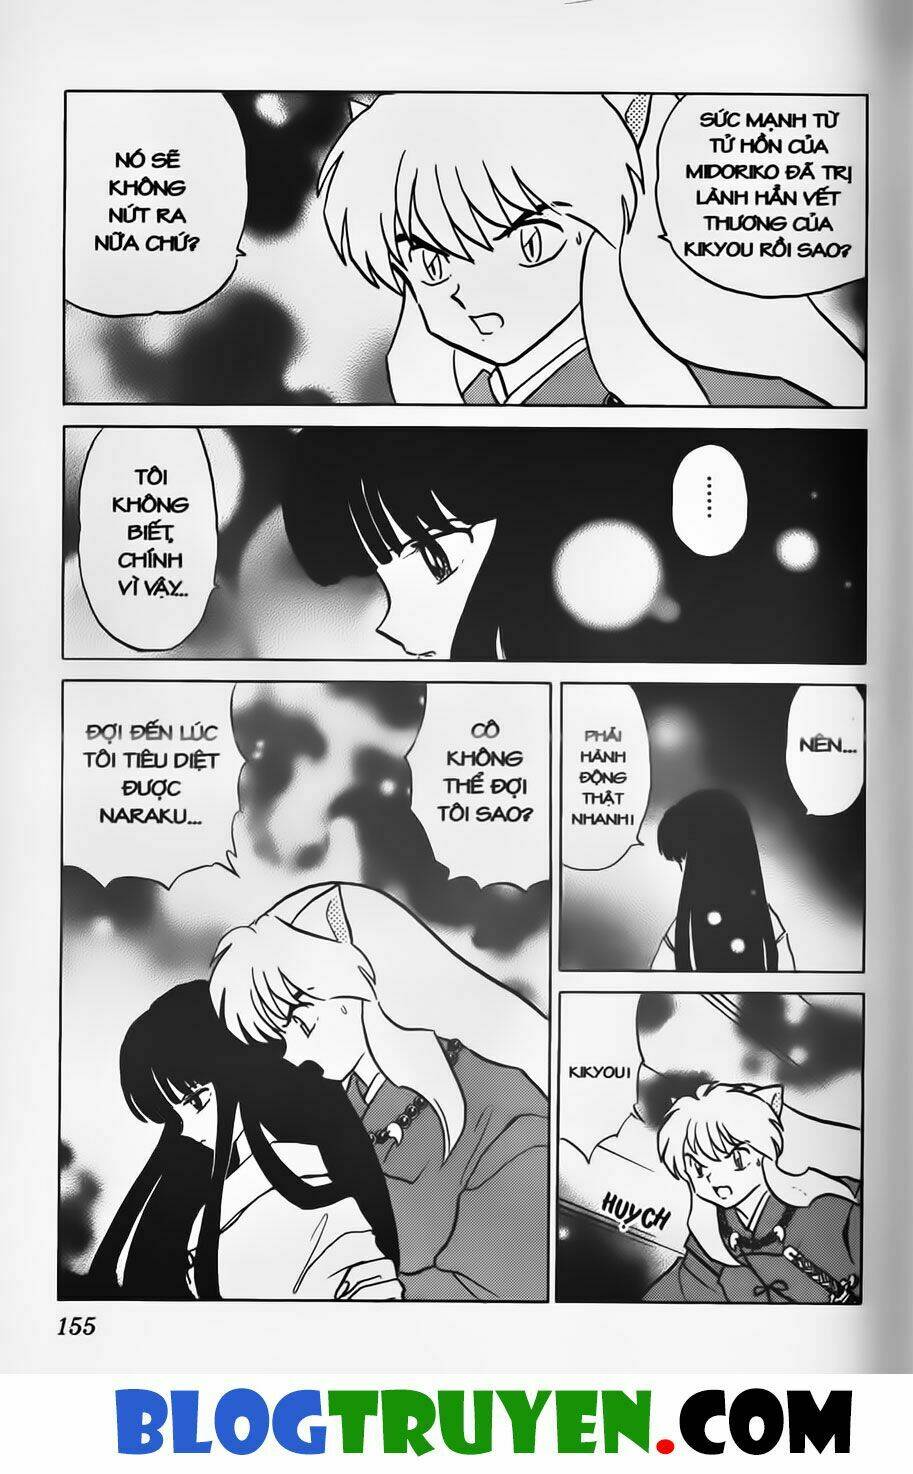 SỨC MẠNH TỪ
TỬ HỒN CỦA
MIDORIKO ĐÃ TRỊ
LÀNH HẲN VẾT
THƯƠNG CỦA
KIKYOU RỒI SAO?
NÓ SẼ
KHÔNG
NỨT RA
NỮA CHỨ?
........
TÔI
KHÔNG
BIẾT,
CHÍNH
VÌ VẬY...
NÊN...
PHẢI
HÀNH
ĐỘNG
THẬT
NHANH!
KIKYOU!
HUỴCH
CÔ
KHÔNG
THỂ ĐỢI
TÔI SAO?
ĐỢI ĐẾN LÚC
TÔI TIÊU DIỆT
ĐƯỢC
NARAKU...
155
BLOGTRUYEN.COM